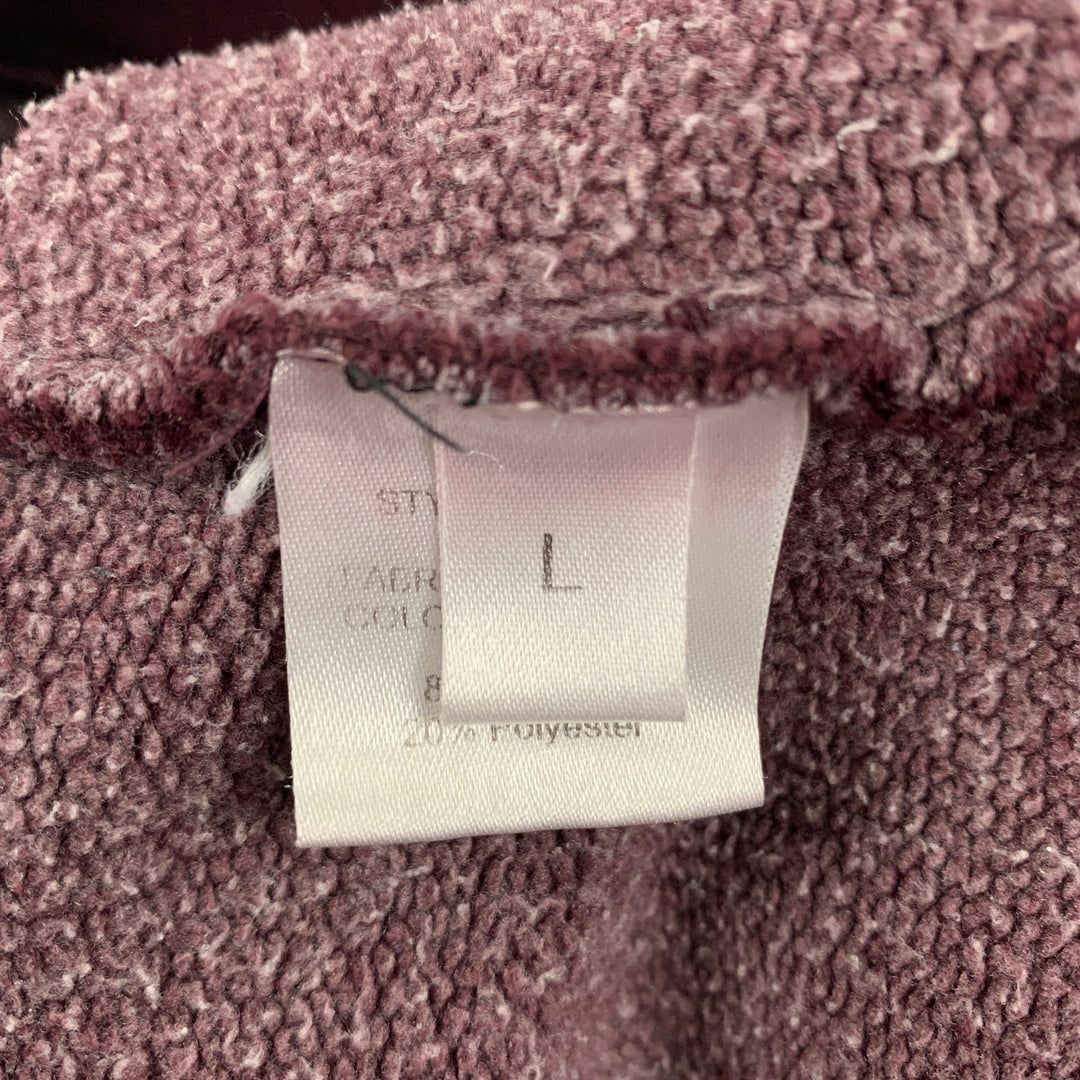 L
STY
FABR
COLO
8
20% Polyester